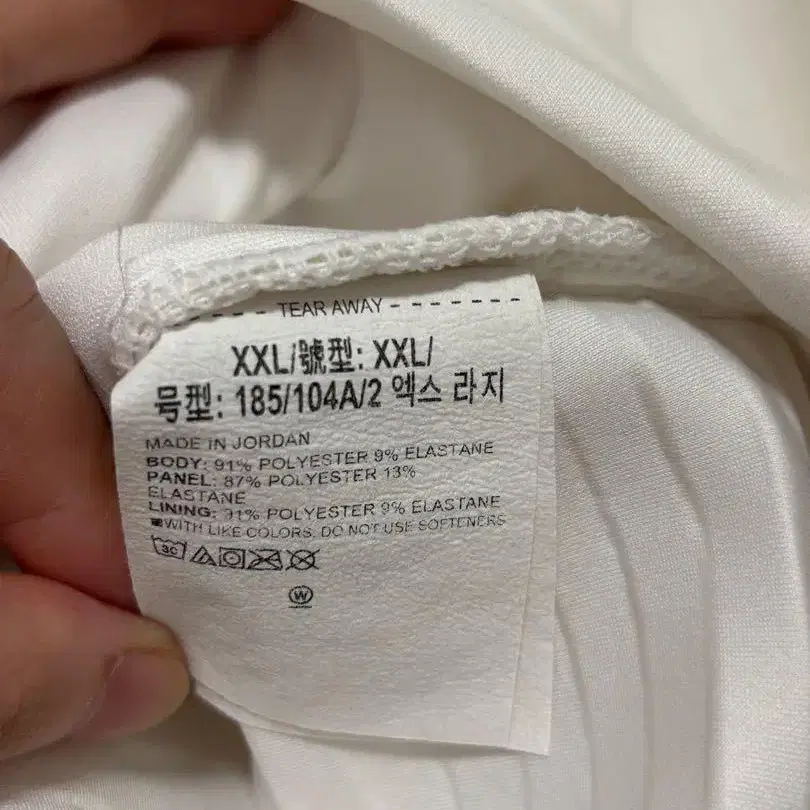 TEAR AWAY
XXL/號型: XXL/
号型: 185/104A/2 엑스 라지
MADE IN JORDAN
BODY: 91% POLYESTER 9% ELASTANE
PANEL: 87% POLYESTER 13%
ELASTANE
LINING: 91% POLYESTER 9% ELASTANE
WITH LIKE COLORS. DO NOT USE SOFTENERS
30
W